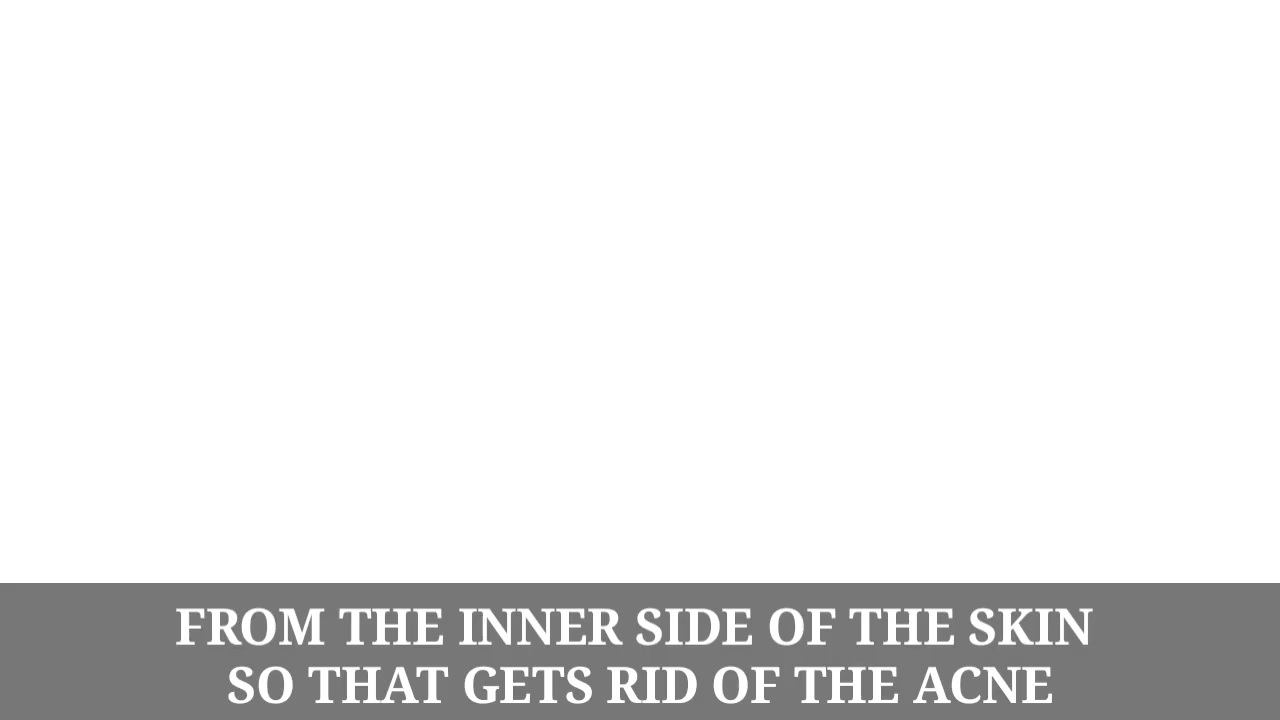 FROM THE INNER SIDE OF THE SKIN
SO THAT GETS RID OF THE ACNE